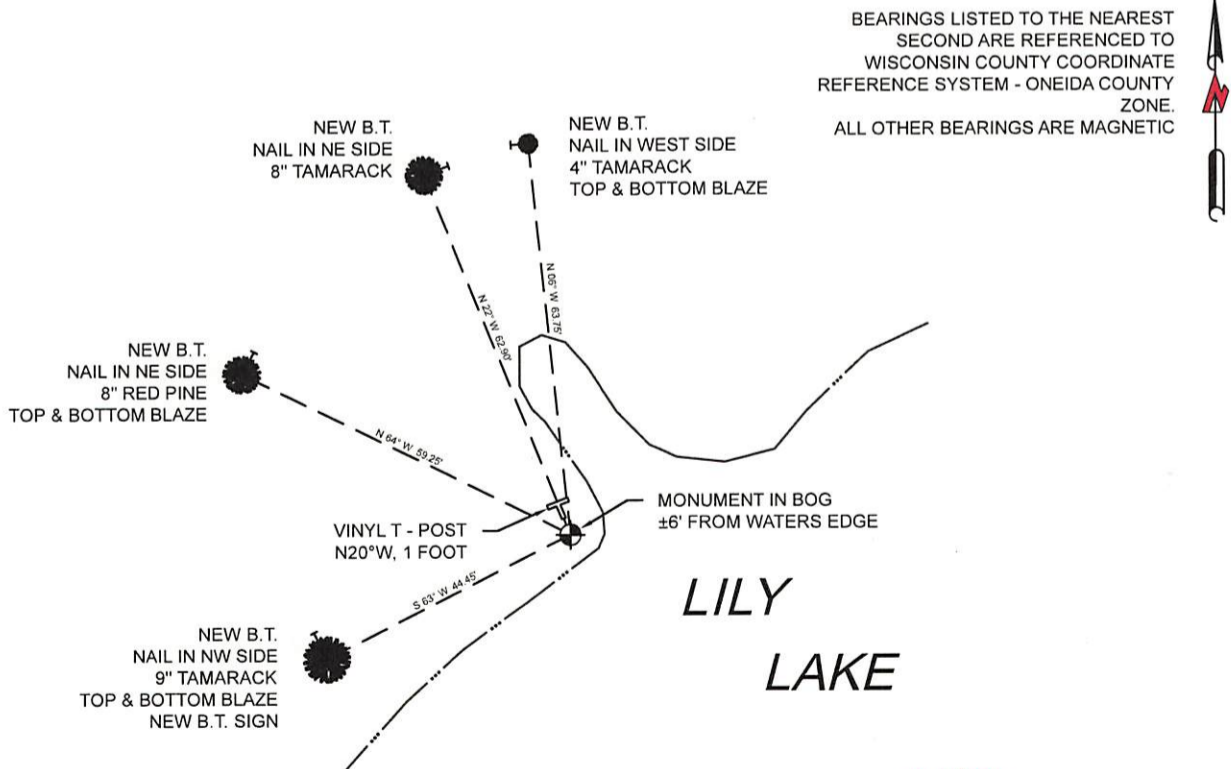 BEARINGS LISTED TO THE NEAREST
SECOND ARE REFERENCED TO
WISCONSIN COUNTY COORDINATE
REFERENCE SYSTEM - ONEIDA COUNTY
ZONE.
ALL OTHER BEARINGS ARE MAGNETIC
NEW B.T.
NAIL IN NE SIDE
8" TAMARACK
NEW B.T.
NAIL IN WEST SIDE
4" TAMARACK
TOP & BOTTOM BLAZE
N 06° W 63.75'
N 22° W 62.90'
NEW B.T.
NAIL IN NE SIDE
8" RED PINE
TOP & BOTTOM BLAZE
N 64° W 59.25'
VINYL T - POST
N20°W, 1 FOOT
MONUMENT IN BOG
±6' FROM WATERS EDGE
S 63° W 44.45'
LILY
LAKE
NEW B.T.
NAIL IN NW SIDE
9" TAMARACK
TOP & BOTTOM BLAZE
NEW B.T. SIGN